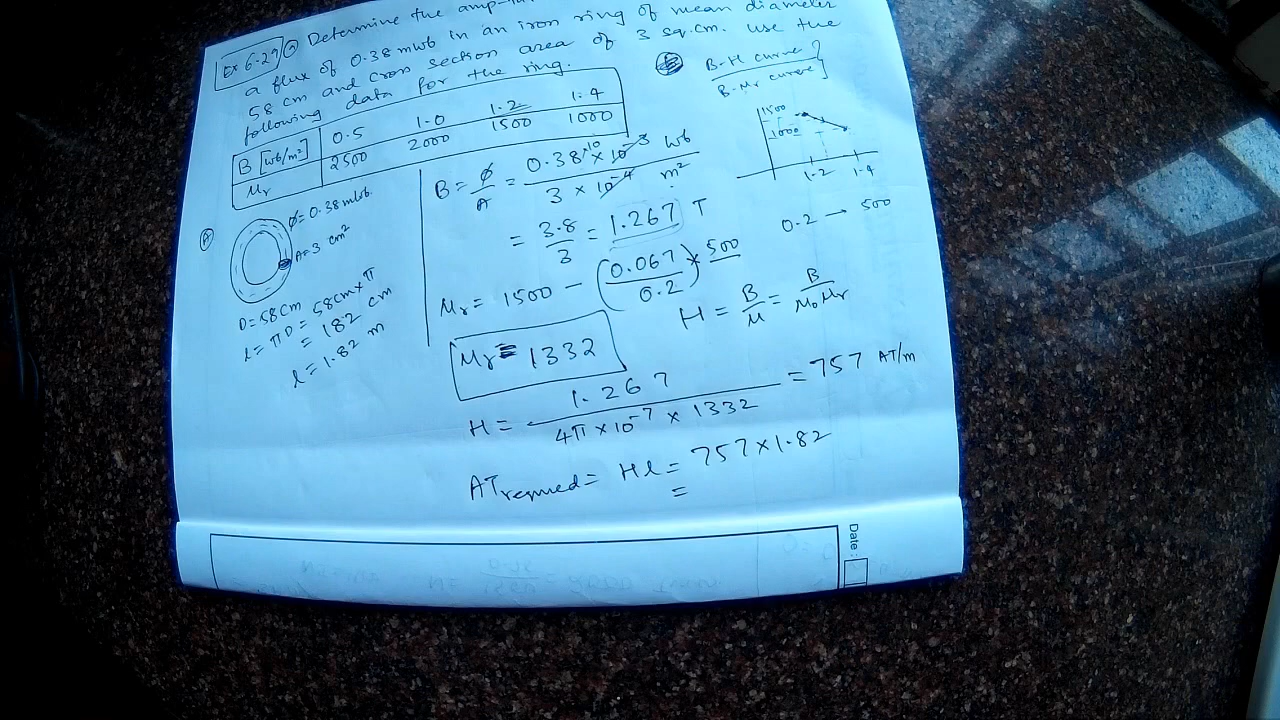 Ex 6.29 Q Determine the amp-
a flux of 0.38 mwb in an iron ring of mean diameter
58 cm and cross section area of 3 sq.cm. use the
following data for the ring.
B [wb/m²] 0.5 1.0 1.2 1.4
μr 2500 2000 1500 1000
B-H curve
B-μr curve
1500
1000
1.2 1.4
0.2 → 500
A
φ = 0.38 mwb
A = 3 cm²
D = 58 cm
l = πD = 58 cm × π
= 182 cm
l = 1.82 m
B = φ/A = 0.38 × 10⁻³ / 3 × 10⁻⁴ wb/m²
10
= 3.8/3 = 1.267 T
μr = 1500 − (0.067/0.2) × 500
μr = 1332
H = B/μ = B/μ₀μr
H = 1.267 / 4π × 10⁻⁷ × 1332 = 757 AT/m
AT required = Hl = 757 × 1.82
=
Date :